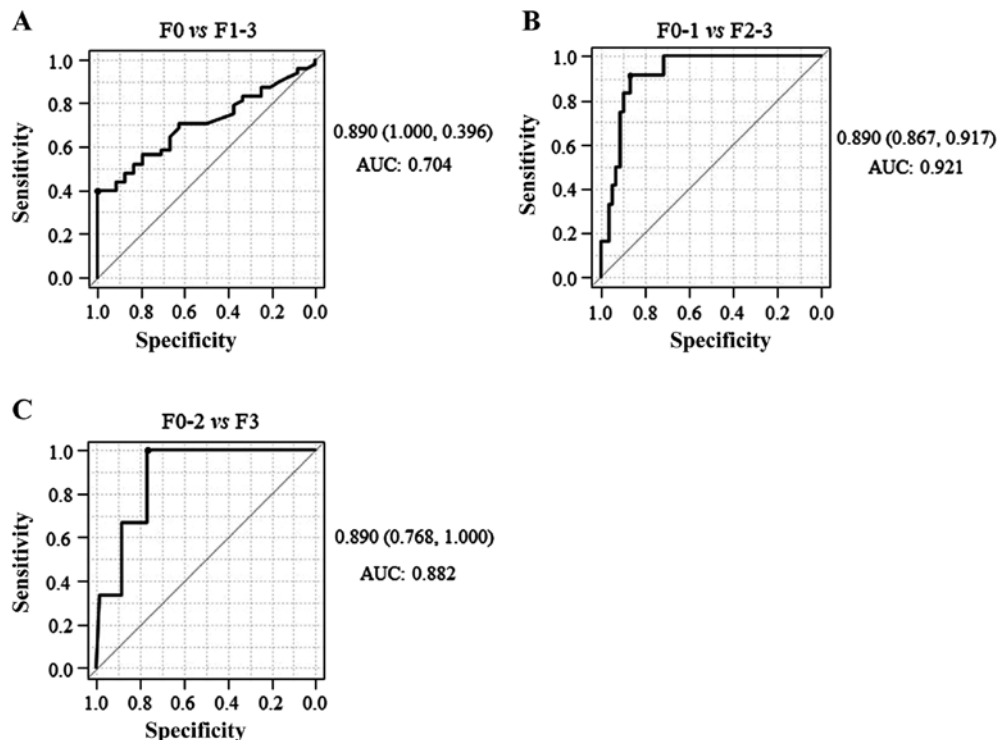 A
F0 vs F1-3
1.0
0.8
0.6
0.4
0.2
0.0
Sensitivity
1.0 0.8 0.6 0.4 0.2 0.0
Specificity
0.890 (1.000, 0.396)
AUC: 0.704
B
F0-1 vs F2-3
1.0
0.8
0.6
0.4
0.2
0.0
Sensitivity
1.0 0.8 0.6 0.4 0.2 0.0
Specificity
0.890 (0.867, 0.917)
AUC: 0.921
C
F0-2 vs F3
1.0
0.8
0.6
0.4
0.2
0.0
Sensitivity
1.0 0.8 0.6 0.4 0.2 0.0
Specificity
0.890 (0.768, 1.000)
AUC: 0.882